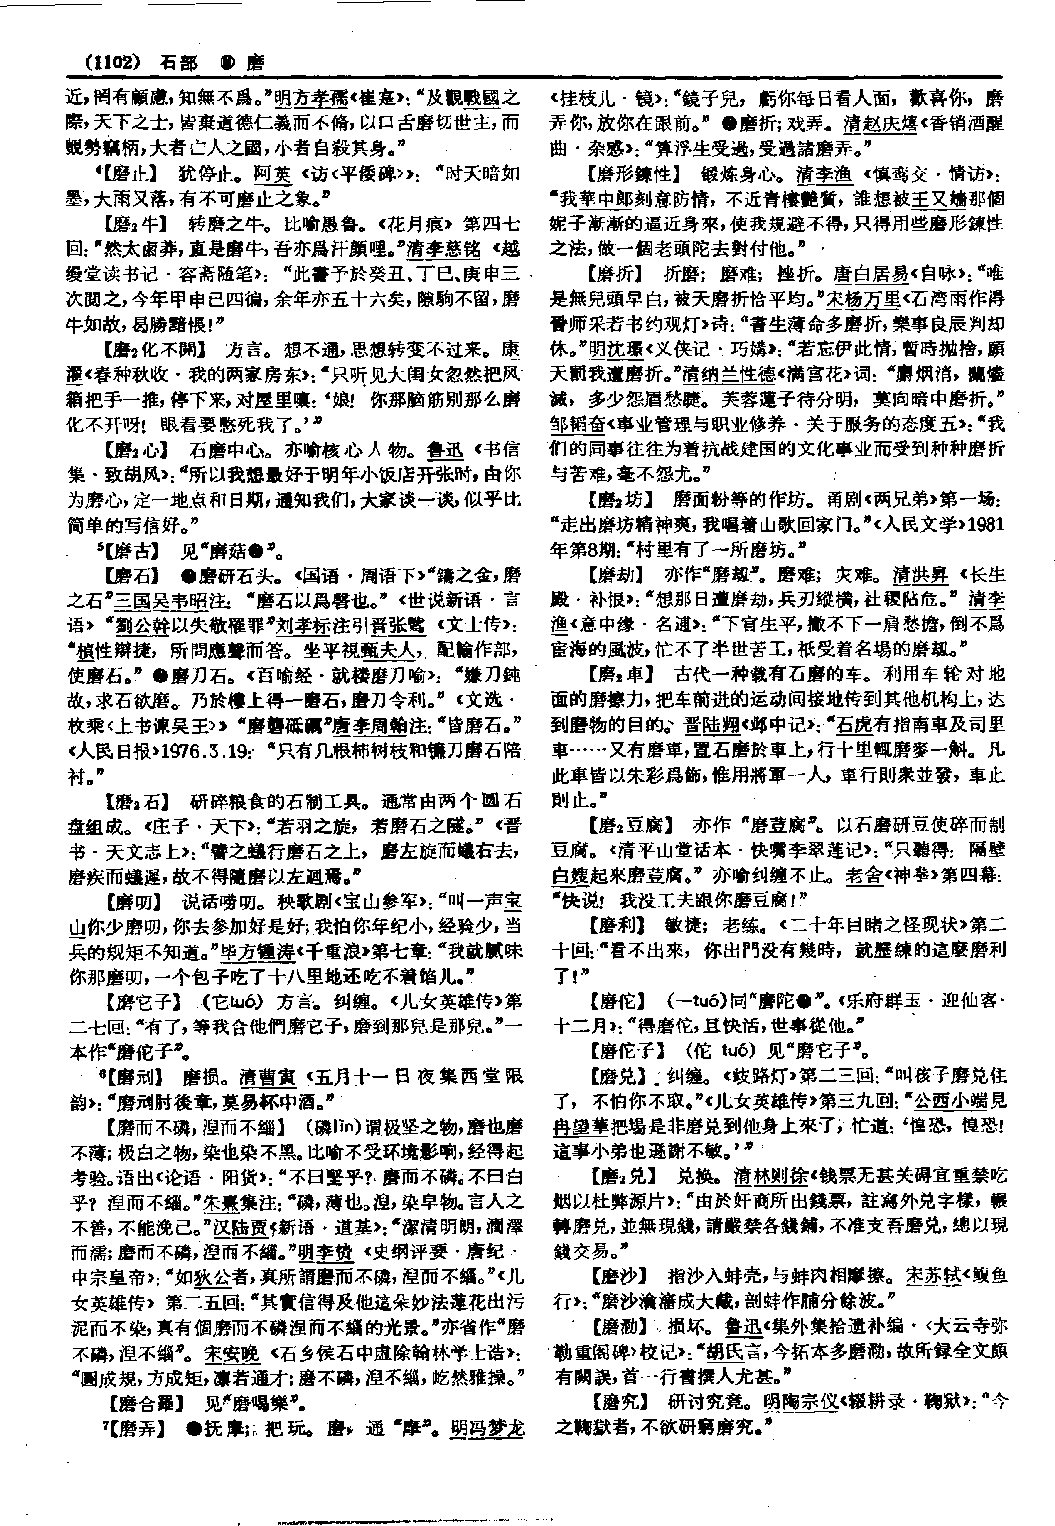 (1102) 石部 ⓫ 磨
近，罔有顧慮，知無不爲。”明方孝孺《崔寔》：“及觀戰國之
際，天下之士，皆棄道德仁義而不脩，以口舌磨切世主，而
覬勢竊柄，大者亡人之國，小者自殺其身。”
⁴【磨止】 犹停止。阿英《访〈平倭碑〉》：“时天暗如
墨，大雨又落，有不可磨止之象。”
【磨₂牛】 转磨之牛。比喻愚鲁。《花月痕》第四七
回：“然太鹵莽，直是磨牛，吾亦爲汗顏哩。”清李慈铭《越
缦堂读书记·容斋随笔》：“此書予於癸丑、丁巳、庚申三
次閲之，今年甲申已四徧，余年亦五十六矣，隙駒不留，磨
牛如故，曷勝黯悵！”
【磨₂化不開】 方言。想不通，思想转变不过来。康
濯《春种秋收·我的两家房东》：“只听见大闺女忽然把风
箱把手一推，停下来，对屋里嚷：‘娘！你那脑筋别那么磨
化不开呀！眼看要憋死我了。’”
【磨₂心】 石磨中心。亦喻核心人物。鲁迅《书信
集·致胡风》：“所以我想最好于明年小饭店开张时，由你
为磨心，定一地点和日期，通知我们，大家谈一谈，似乎比
简单的写信好。”
⁵【磨古】 见“磨菇●”。
【磨石】 ●磨研石头。《国语·周语下》“鑄之金，磨
之石”三国吴韦昭注：“磨石以爲磬也。”《世说新语·言
语》“劉公幹以失敬罹罪”刘孝标注引晋张骘《文士传》：
“楨性辯捷，所問應聲而答。坐平視甄夫人，配輸作部，
使磨石。”●磨刀石。《百喻经·就楼磨刀喻》：“嫌刀鈍
故，求石欲磨。乃於樓上得一磨石，磨刀令利。”《文选·
枚乘〈上书谏吴王〉》“磨礱砥礪”唐李周翰注：“皆磨石。”
《人民日报》1976.3.19：“只有几根柿树枝和镰刀磨石陪
衬。”
【磨₂石】 研碎粮食的石制工具。通常由两个圆石
盘组成。《庄子·天下》：“若羽之旋，若磨石之隧。”《晋
书·天文志上》：“譬之蟻行磨石之上，磨左旋而蟻右去，
磨疾而蟻遲，故不得隨磨以左迴焉。”
【磨叨】 说话唠叨。秧歌剧《宝山参军》：“叫一声宝
山你少磨叨，你去参加好是好；我怕你年纪小，经验少，当
兵的规矩不知道。”毕方锺涛《千重浪》第七章：“我就腻味
你那磨叨，一个包子吃了十八里地还吃不着馅儿。”
【磨它子】（它tuó）方言。纠缠。《儿女英雄传》第
二七回：“有了，等我合他們磨它子，磨到那兒是那兒。”一
本作“磨佗子”。
⁶【磨刓】 磨损。清曹寅《五月十一日夜集西堂限
韵》：“磨刓肘後章，莫易杯中酒。”
【磨而不磷，湼而不緇】（磷lìn）谓极坚之物，磨也磨
不薄；极白之物，染也染不黑。比喻不受环境影响，经得起
考验。语出《论语·阳货》：“不曰堅乎？磨而不磷。不曰白
乎？湼而不緇。”朱熹集注：“磷，薄也。湼，染皁物。言人之
不善，不能浼己。”汉陆贾《新语·道基》：“潔清明朗，潤澤
而濡；磨而不磷，湼而不緇。”明李贽《史纲评要·唐纪·
中宗皇帝》：“如狄公者，真所謂磨而不磷，湼而不緇。”《儿
女英雄传》第二五回：“其實信得及他這朵妙法蓮花出污
泥而不染，真有個磨而不磷湼而不緇的光景。”亦省作“磨
不磷，湼不緇”。宋安晚《石乡侯石中虚除翰林学士诰》：
“圓成規，方成矩，凛若通才；磨不磷，湼不緇，屹然雅操。”
【磨合羅】 见“磨喝樂”。
⁷【磨弄】 ●抚摩；把玩。磨，通“摩”。明冯梦龙
《挂枝儿·镜》：“鏡子兒，虧你每日看人面，歡喜你，磨
弄你，放你在跟前。”●磨折；戏弄。清赵庆熺《香销酒醒
曲·杂感》：“算浮生受過，受過諸磨弄。”
【磨形鍊性】 锻炼身心。清李渔《慎鸾交·情访》：
“我華中郎刻意防情，不近青樓艷質，誰想被王又嬙那個
妮子漸漸的逼近身來，使我規避不得，只得用些磨形鍊性
之法，做一個老頭陀去對付他。”
【磨折】 折磨；磨难；挫折。唐白居易《自咏》：“唯
是無兒頭早白，被天磨折恰平均。”宋杨万里《石湾雨作得
晋师采若书约观灯》诗：“書生薄命多磨折，樂事良辰判却
休。”明沈璟《义侠记·巧媾》：“若忘伊此情，暫時拋捨，願
天罰我遭磨折。”清纳兰性德《满宫花》词：“麝烟消，蘭燼
滅，多少怨眉愁睫。芙蓉蓮子待分明，莫向暗中磨折。”
邹韬奋《事业管理与职业修养·关于服务的态度五》：“我
们的同事往往为着抗战建国的文化事业而受到种种磨折
与苦难，毫不怨尤。”
【磨₂坊】 磨面粉等的作坊。甬剧《两兄弟》第一场：
“走出磨坊精神爽，我唱着山歌回家门。”《人民文学》1981
年第8期：“村里有了一所磨坊。”
【磨劫】 亦作“磨刼”。磨难；灾难。清洪昇《长生
殿·补恨》：“想那日遭磨劫，兵刃縱横，社稷阽危。”清李
渔《意中缘·名逋》：“下官生平，撇不下一肩愁擔，倒不爲
宦海的風波，忙不了半世苦工，衹受着名場的磨刼。”
【磨₂車】 古代一种载有石磨的车。利用车轮对地
面的磨擦力，把车前进的运动间接地传到其他机构上，达
到磨物的目的。晋陆翙《邺中记》：“石虎有指南車及司里
車……又有磨車，置石磨於車上，行十里輒磨麥一斛。凡
此車皆以朱彩爲飾，惟用將軍一人，車行則衆並發，車止
則止。”
【磨₂豆腐】 亦作“磨荳腐”。以石磨研豆使碎而制
豆腐。《清平山堂话本·快嘴李翠莲记》：“只聽得：隔壁
白嫂起來磨荳腐。”亦喻纠缠不止。老舍《神拳》第四幕：
“快说！我没工夫跟你磨豆腐！”
【磨利】 敏捷；老练。《二十年目睹之怪现状》第二
十回：“看不出來，你出門没有幾時，就歷練的這麽磨利
了！”
【磨佗】（—tuó）同“磨陀●”。《乐府群玉·迎仙客·
十二月》：“得磨佗，且快活，世事從他。”
【磨佗子】（佗 tuó）见“磨它子”。
【磨兑】 纠缠。《歧路灯》第二三回：“叫孩子磨兑住
了，不怕你不取。”《儿女英雄传》第三九回：“公西小端見
冉望華把場是非磨兑到他身上來了，忙道：‘惶恐，惶恐！
這事小弟也遜謝不敏。’”
【磨₂兑】 兑换。清林则徐《钱票无甚关碍宜重禁吃
烟以杜弊源片》：“由於奸商所出錢票，註寫外兑字樣，輾
轉磨兑，並無現錢，請嚴禁各錢鋪，不准支吾磨兑，總以現
錢交易。”
【磨沙】 指沙入蚌壳，与蚌肉相摩擦。宋苏轼《鳆鱼
行》：“磨沙瀹瀋成大胾，剖蚌作脯分餘波。”
【磨泐】 损坏。鲁迅《集外集拾遗补编·〈大云寺弥
勒重阁碑〉校记》：“胡氏言，今拓本多磨泐，故所録全文頗
有闕誤，首一行書撰人尤甚。”
【磨究】 研讨究竟。明陶宗仪《辍耕录·鞠狱》：“今
之鞠獄者，不欲研窮磨究。”